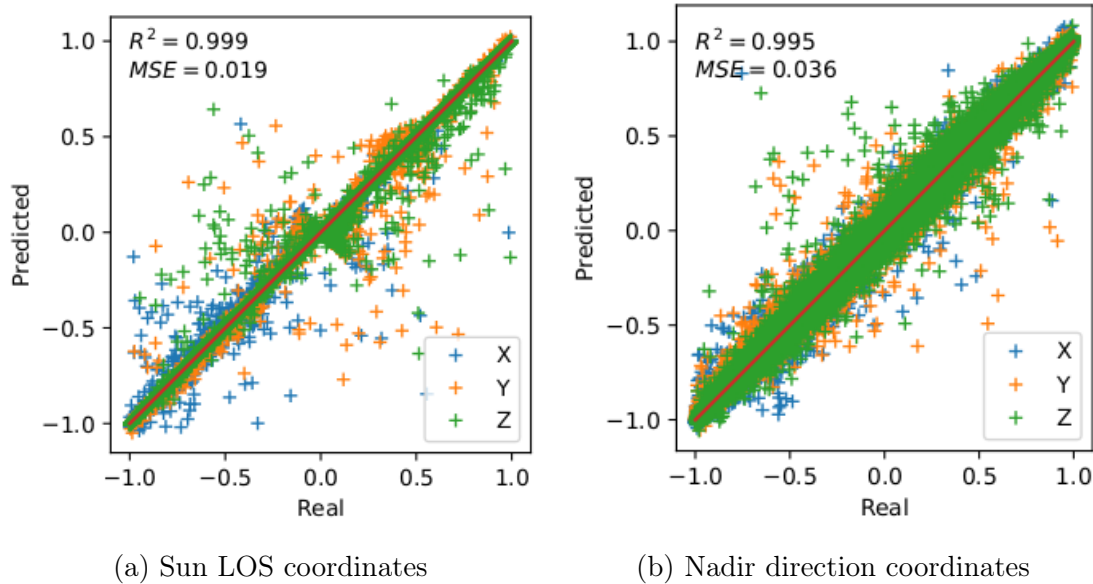 1.0
0.5
0.0
−0.5
−1.0
Predicted
R² = 0.999
MSE = 0.019
X
Y
Z
−1.0 −0.5 0.0 0.5 1.0
Real
(a) Sun LOS coordinates
1.0
0.5
0.0
−0.5
−1.0
Predicted
R² = 0.995
MSE = 0.036
X
Y
Z
−1.0 −0.5 0.0 0.5 1.0
Real
(b) Nadir direction coordinates